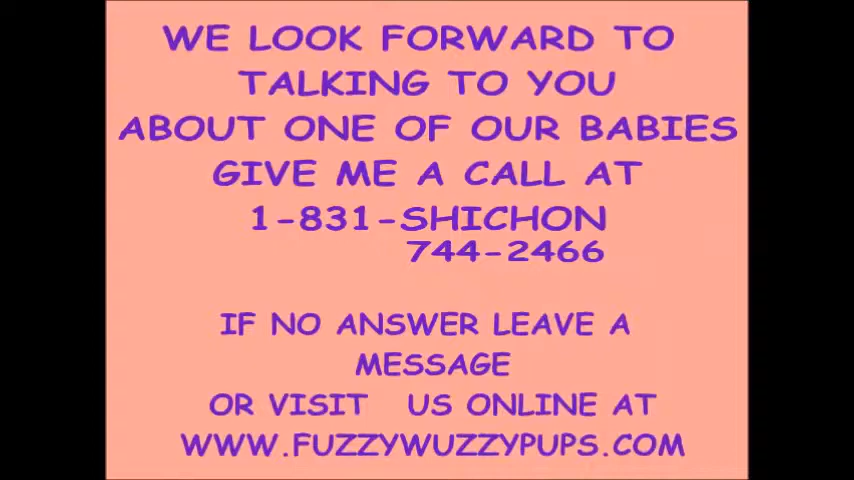 WE LOOK FORWARD TO
TALKING TO YOU
ABOUT ONE OF OUR BABIES
GIVE ME A CALL AT
1-831-SHICHON
744-2466
IF NO ANSWER LEAVE A
MESSAGE
OR VISIT US ONLINE AT
WWW.FUZZYWUZZYPUPS.COM